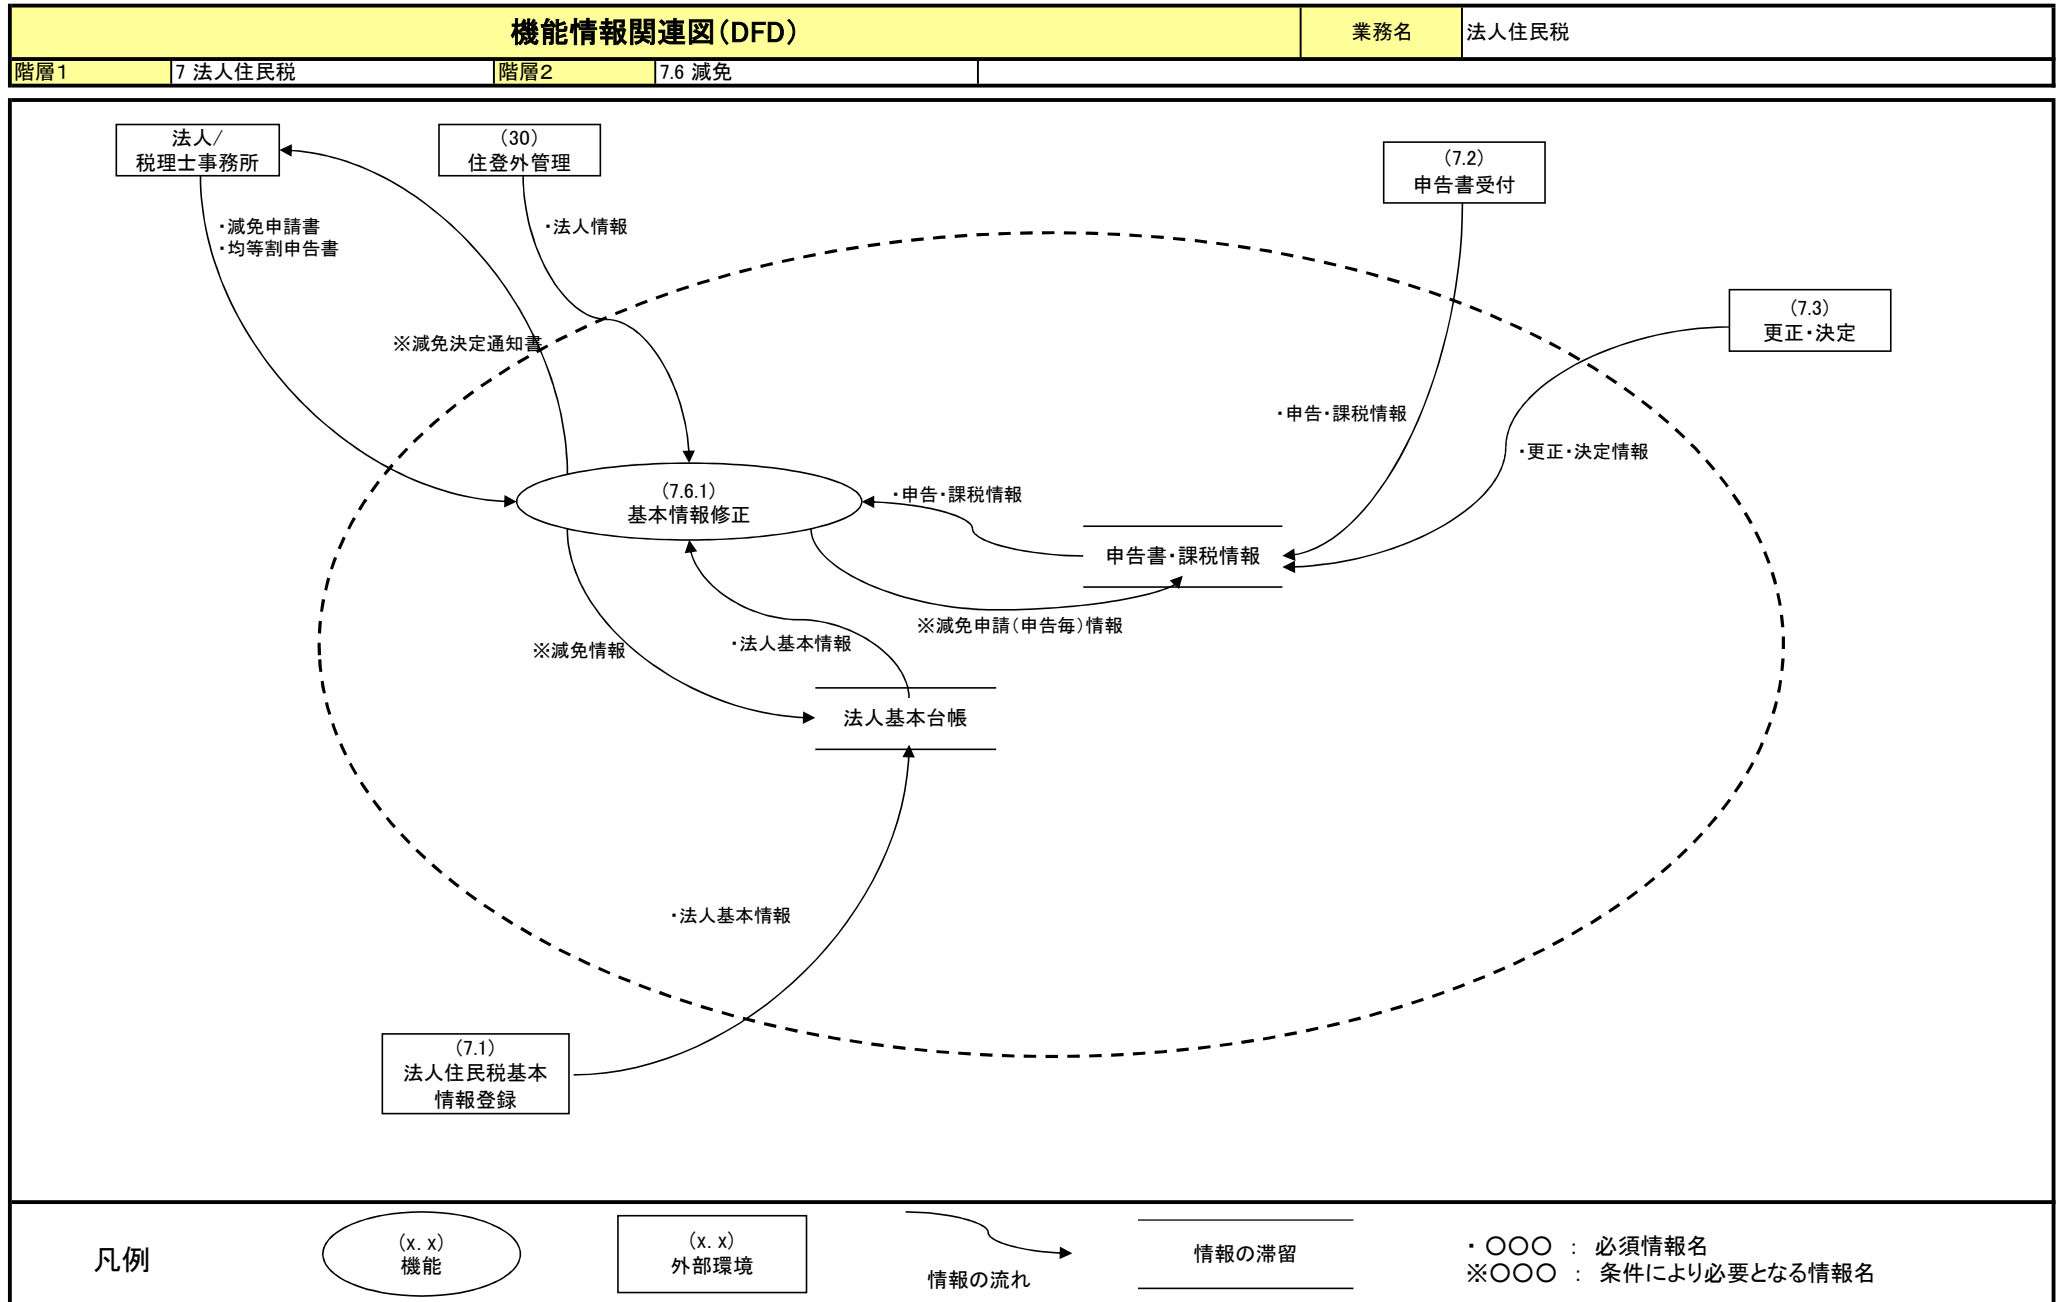 機能情報関連図(DFD)
業務名
法人住民税
階層1
7 法人住民税
階層2
7.6 減免
法人/
税理士事務所
(30)
住登外管理
(7.2)
申告書受付
・減免申請書
・均等割申告書
・法人情報
(7.3)
更正・決定
※減免決定通知書
・申告・課税情報
・更正・決定情報
(7.6.1)
基本情報修正
・申告・課税情報
申告書・課税情報
※減免申請(申告毎)情報
※減免情報
・法人基本情報
法人基本台帳
・法人基本情報
(7.1)
法人住民税基本
情報登録
凡例
(x. x)
機能
(x. x)
外部環境
情報の流れ
情報の滞留
・ ○○○ : 必須情報名
※○○○ : 条件により必要となる情報名